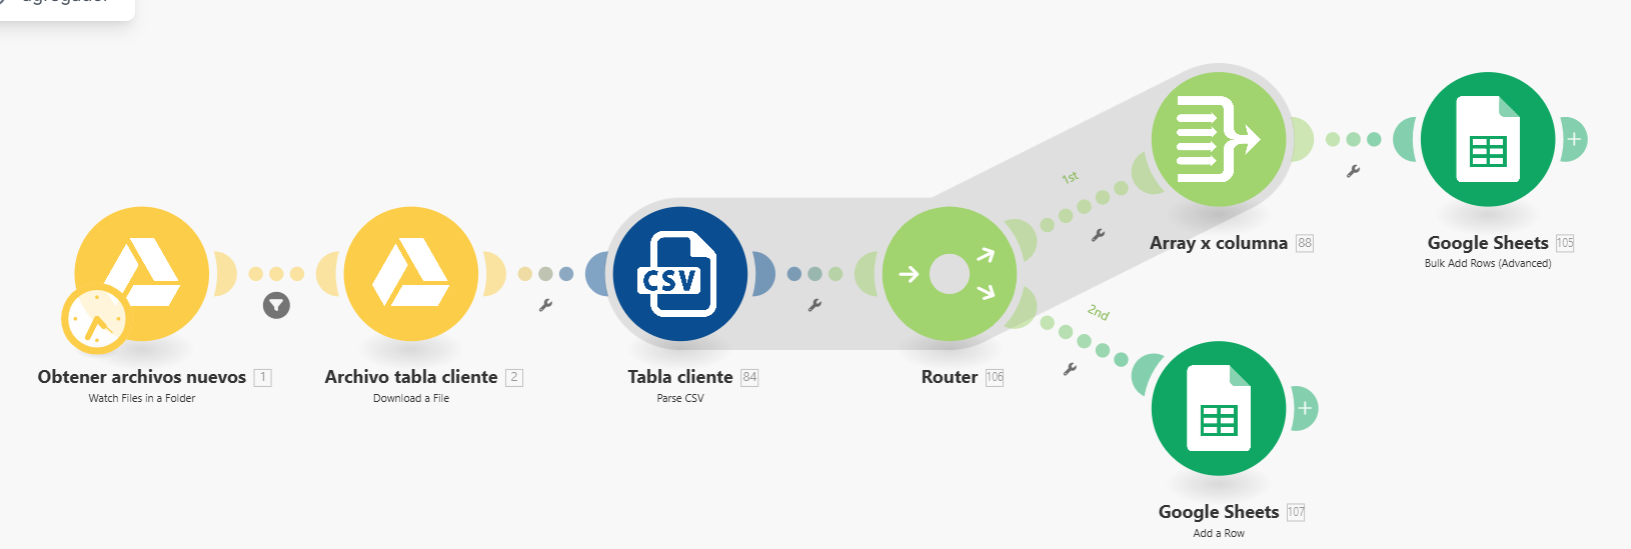 agregador
1st
Array x columna 88
Google Sheets 105
Bulk Add Rows (Advanced)
CSV
Obtener archivos nuevos 1
Watch Files in a Folder
Archivo tabla cliente 2
Download a File
Tabla cliente 84
Parse CSV
Router 106
2nd
Google Sheets 107
Add a Row